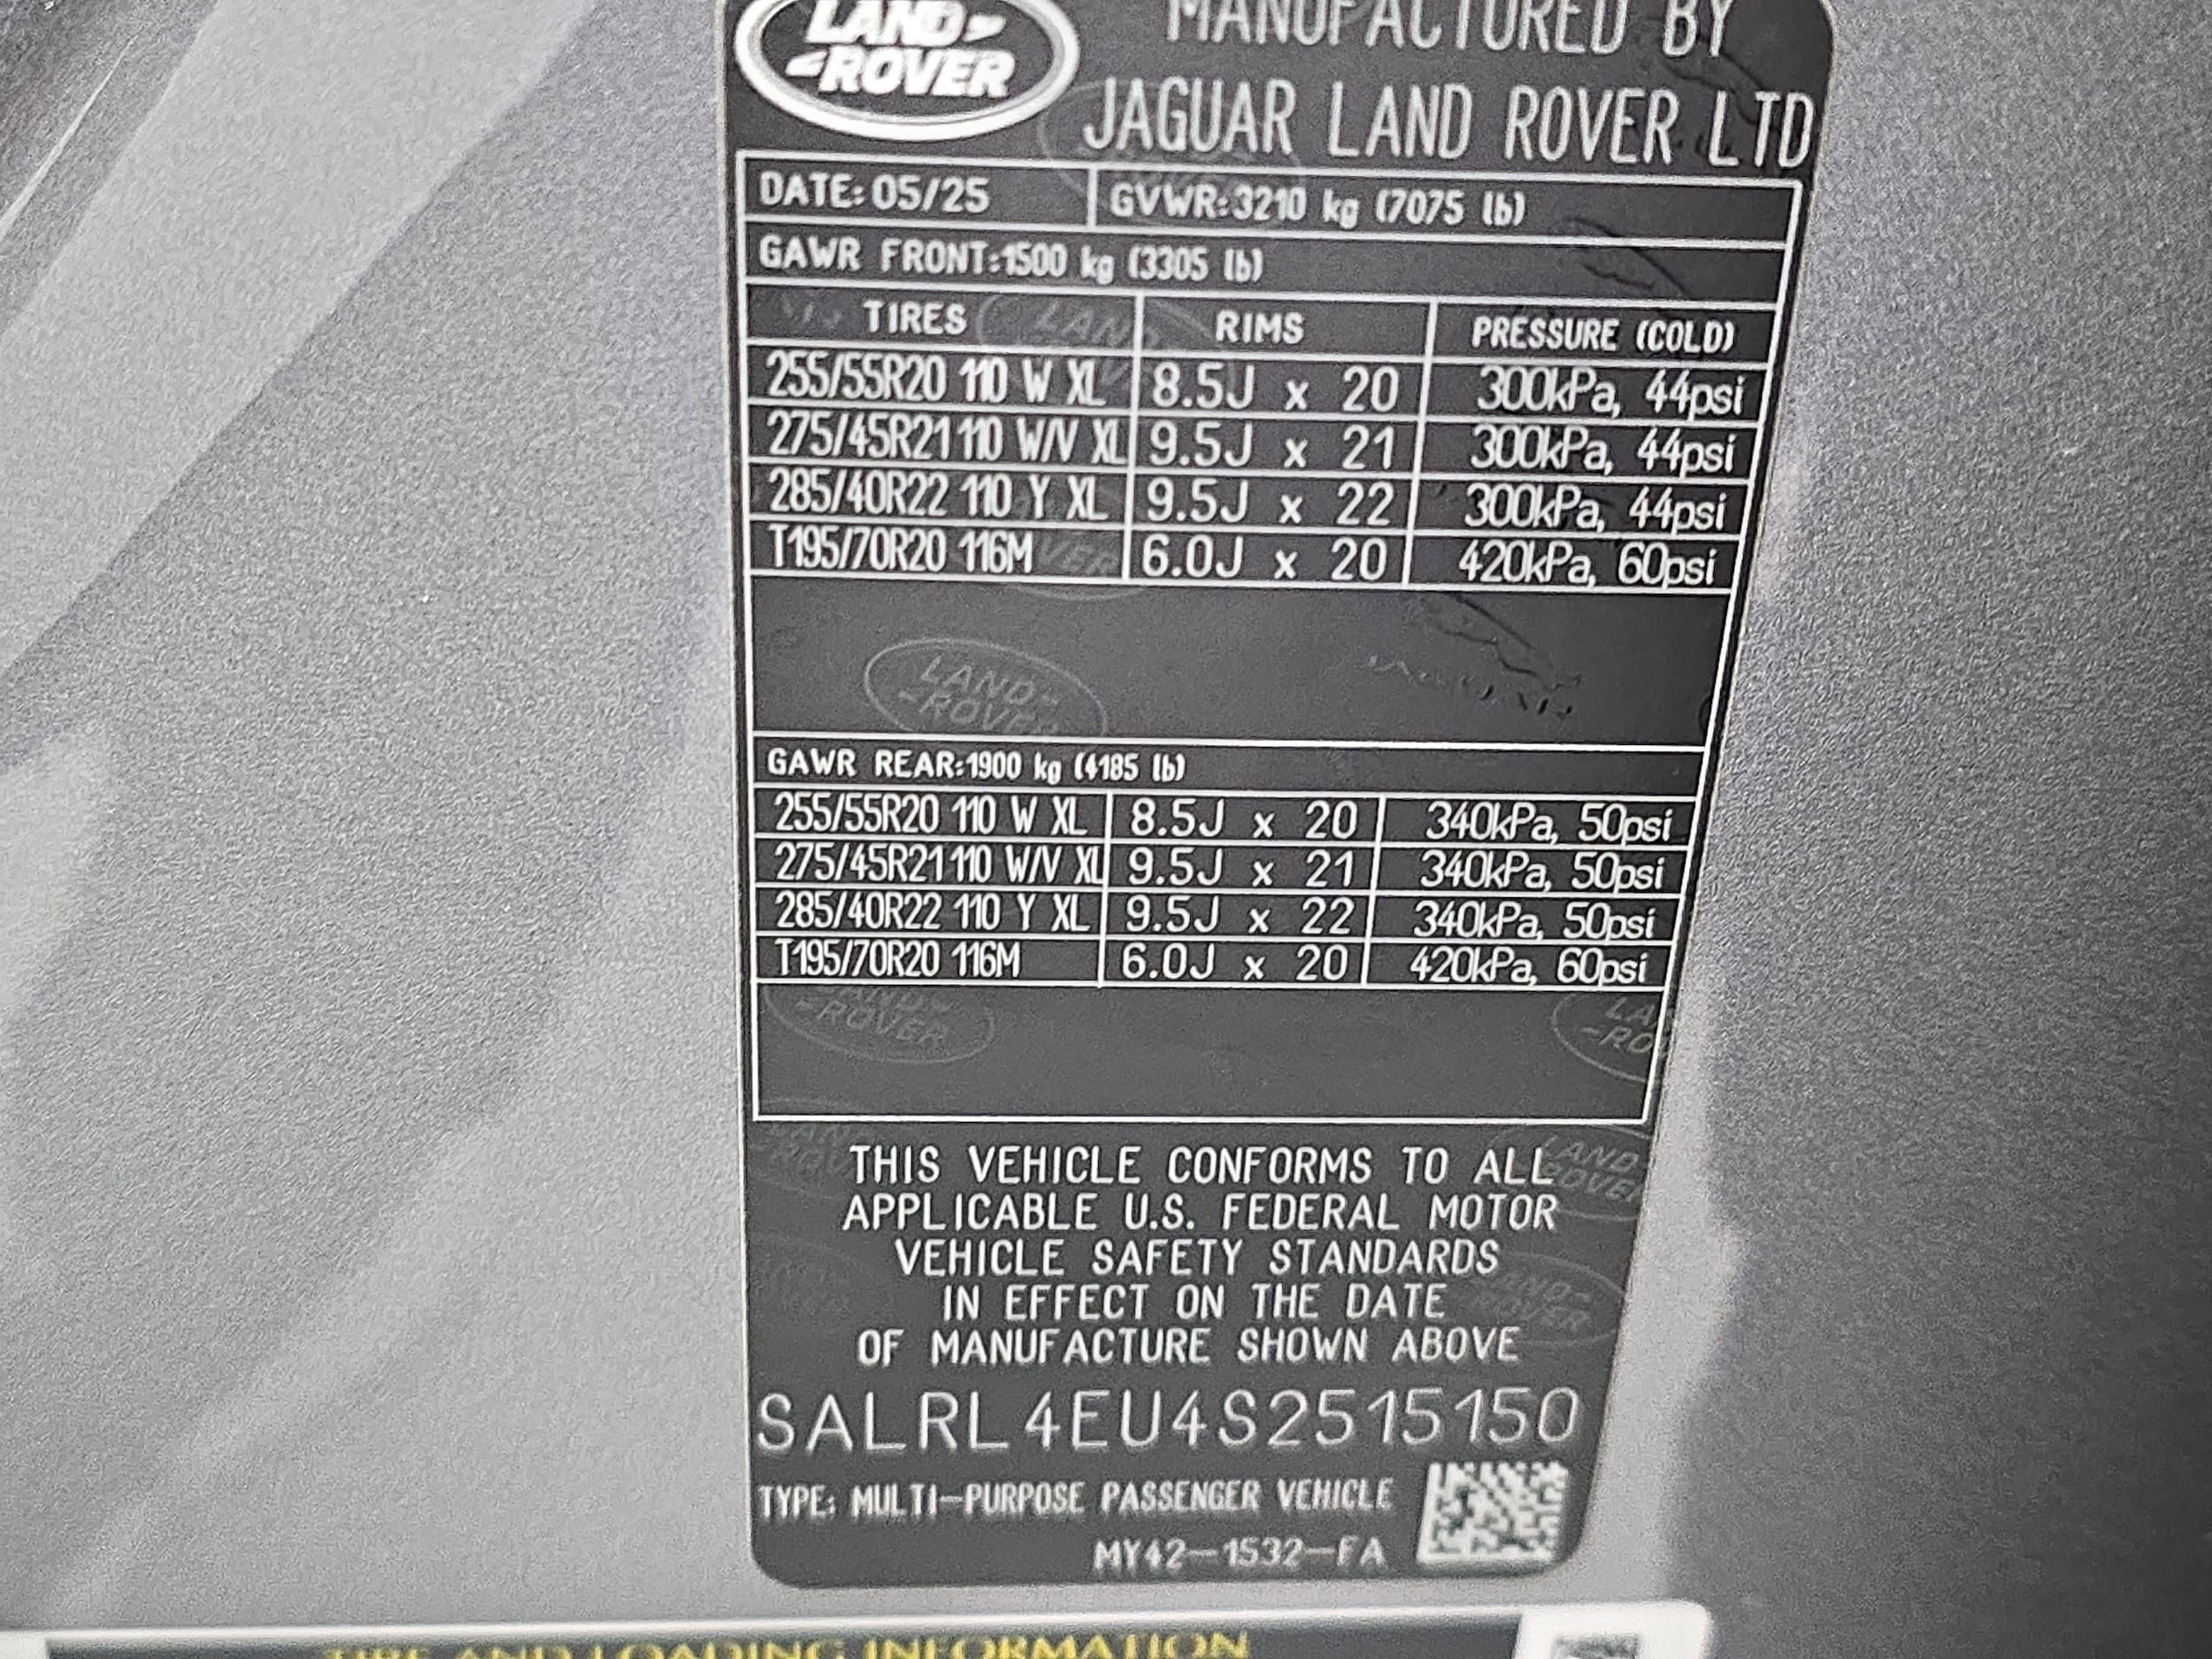 LAND ROVER
MANUFACTURED BY
JAGUAR LAND ROVER LTD
DATE: 05/25 GVWR:3210 kg (7075 lb)
GAWR FRONT:1500 kg (3305 lb)
TIRES RIMS PRESSURE (COLD)
255/55R20 110 W XL 8.5J x 20 300kPa, 44psi
275/45R21 110 W/V XL 9.5J x 21 300kPa, 44psi
285/40R22 110 Y XL 9.5J x 22 300kPa, 44psi
T195/70R20 116M 6.0J x 20 420kPa, 60psi
LAND ROVER
GAWR REAR:1900 kg (4185 lb)
255/55R20 110 W XL 8.5J x 20 340kPa, 50psi
275/45R21 110 W/V XL 9.5J x 21 340kPa, 50psi
285/40R22 110 Y XL 9.5J x 22 340kPa, 50psi
T195/70R20 116M 6.0J x 20 420kPa, 60psi
THIS VEHICLE CONFORMS TO ALL
APPLICABLE U.S. FEDERAL MOTOR
VEHICLE SAFETY STANDARDS
IN EFFECT ON THE DATE
OF MANUFACTURE SHOWN ABOVE
SALRL4EU4S2515150
TYPE: MULTI-PURPOSE PASSENGER VEHICLE
MY42-1532-FA
TIRE AND LOADING INFORMATION